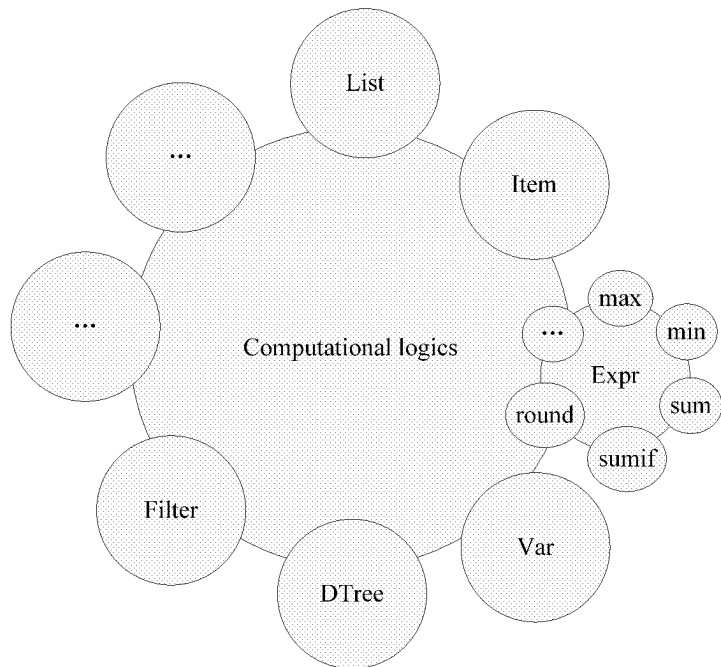 List
...
Item
max
...
min
Computational logics
Expr
round
sum
sumif
Filter
Var
DTree